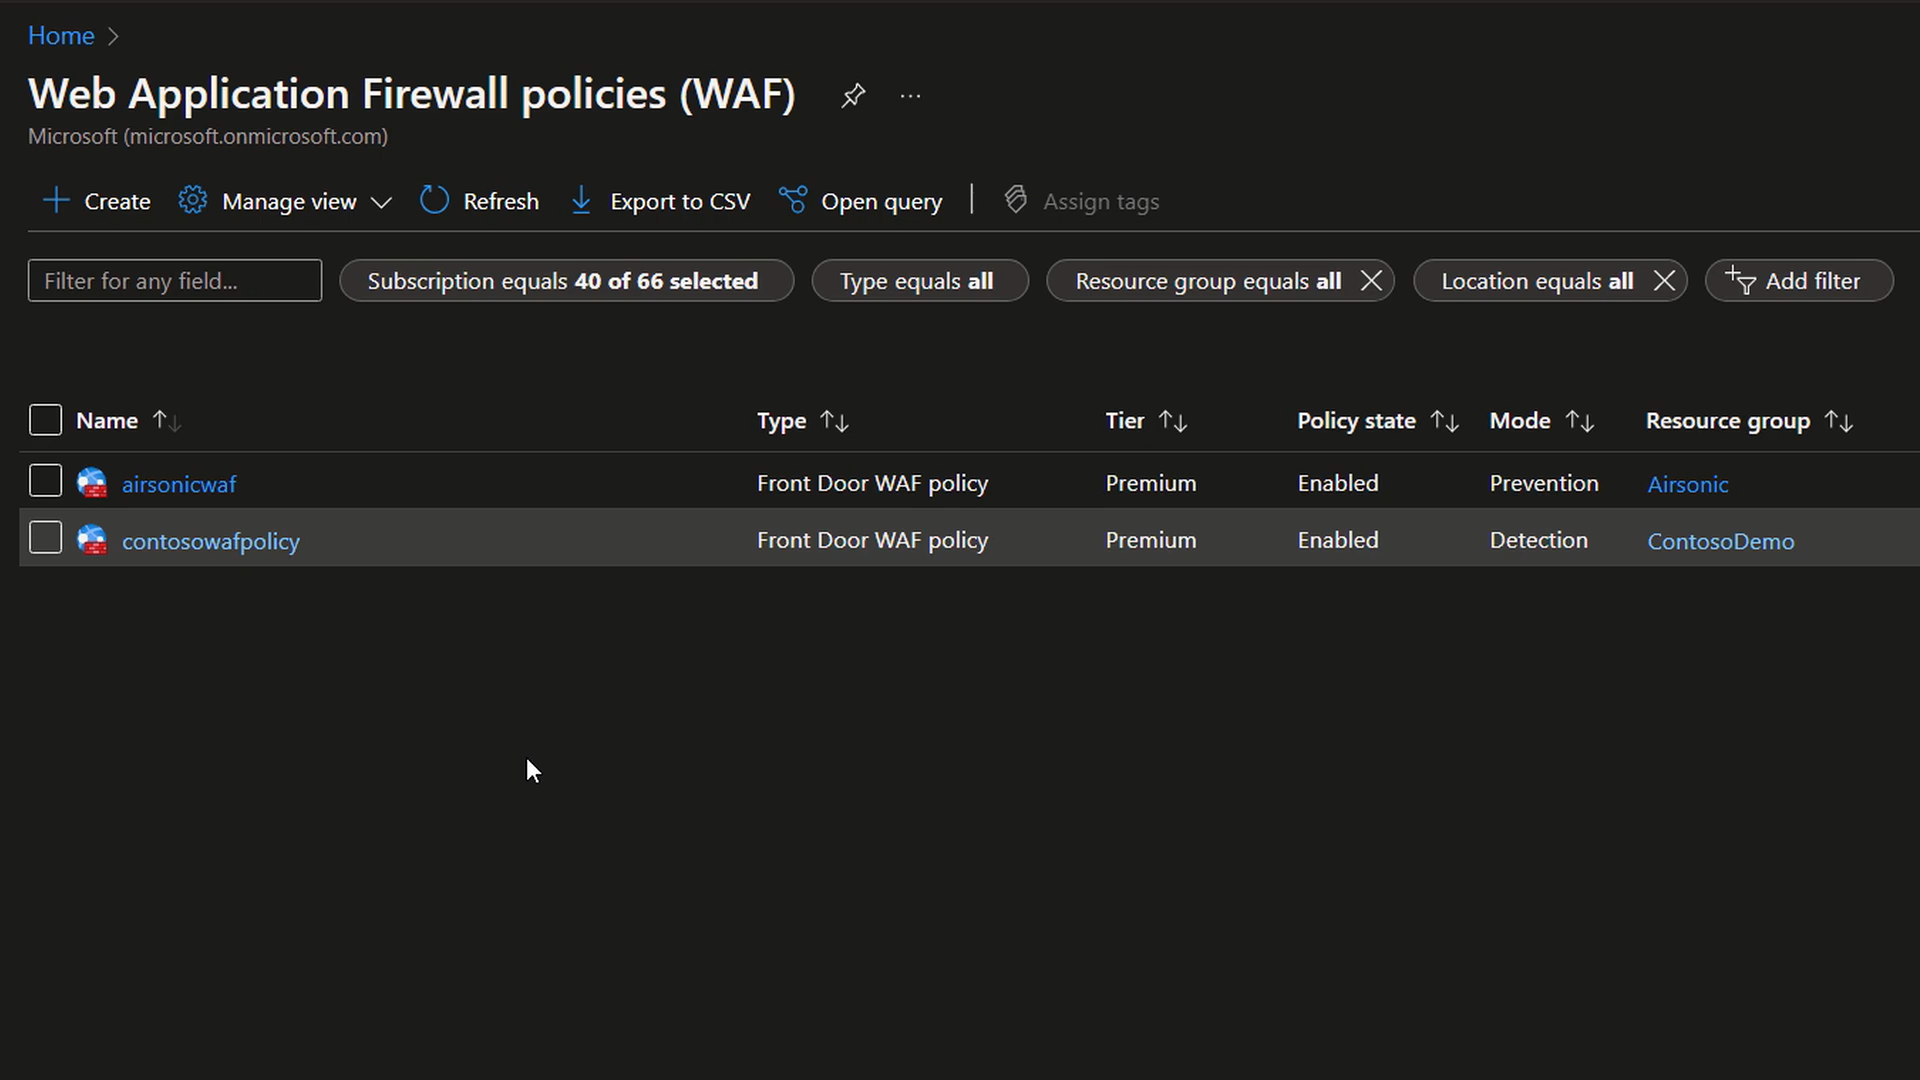 Home
Web Application Firewall policies (WAF) ...
Microsoft (microsoft.onmicrosoft.com)
Create Manage view Refresh Export to CSV Open query Assign tags
Filter for any field... Subscription equals 40 of 66 selected Type equals all Resource group equals all Location equals all Add filter
Name Type Tier Policy state Mode Resource group
airsonicwaf Front Door WAF policy Premium Enabled Prevention Airsonic
contosowafpolicy Front Door WAF policy Premium Enabled Detection ContosoDemo